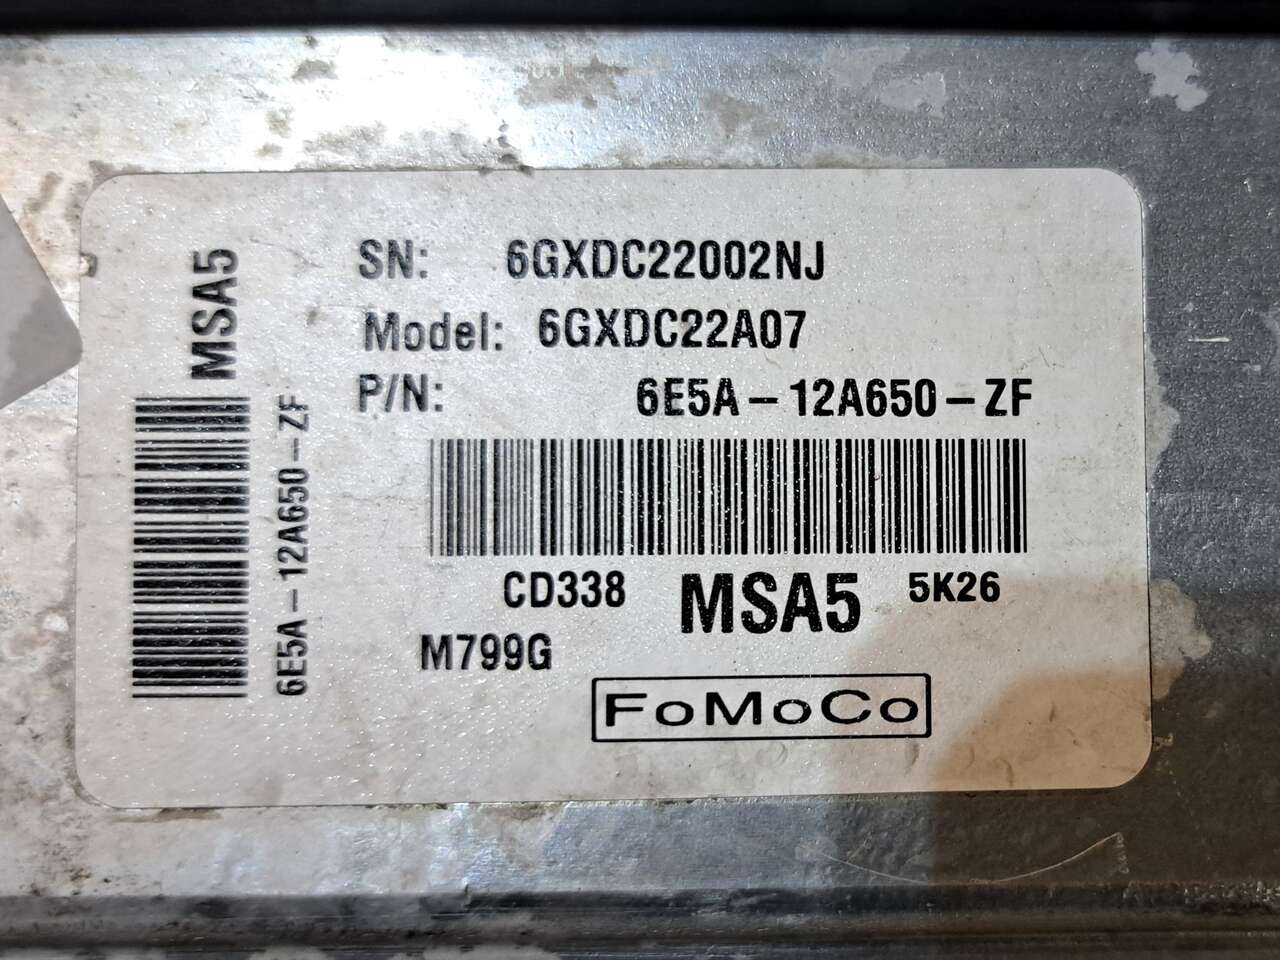 MSA5
6E5A-12A650-ZF
SN: 6GXDC22002NJ
Model: 6GXDC22A07
P/N: 6E5A-12A650-ZF
CD338 MSA5 5K26
M799G
FoMoCo